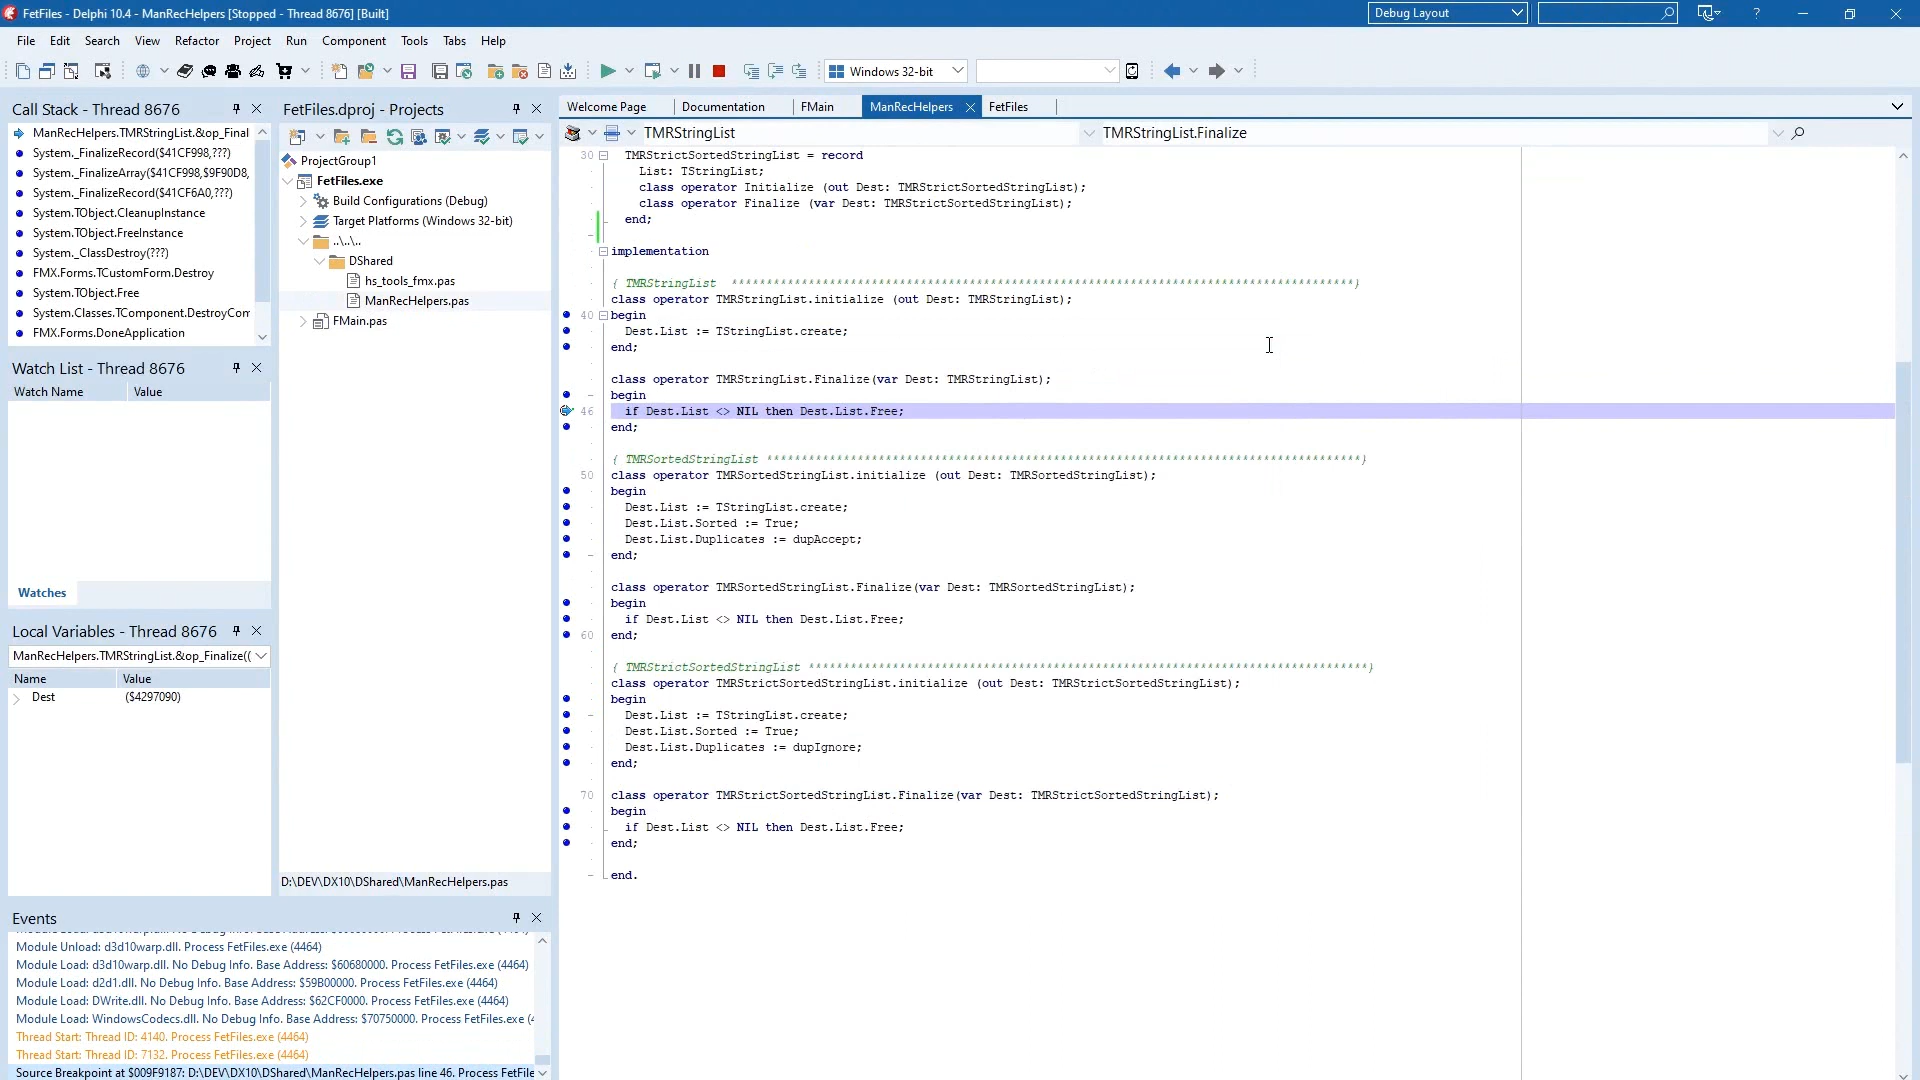 FetFiles - Delphi 10.4 - ManRecHelpers [Stopped - Thread 8676] [Built]
Debug Layout
?
File Edit Search View Refactor Project Run Component Tools Tabs Help
Windows 32-bit
Call Stack - Thread 8676
ManRecHelpers.TMRStringList.&op_Final
System._FinalizeRecord($41CF998,???)
System._FinalizeArray($41CF998,$9F90D8,
System._FinalizeRecord($41CF6A0,???)
System.TObject.CleanupInstance
System.TObject.FreeInstance
System._ClassDestroy(???)
FMX.Forms.TCustomForm.Destroy
System.TObject.Free
System.Classes.TComponent.DestroyCom
FMX.Forms.DoneApplication
Watch List - Thread 8676
Watch Name Value
Watches
Local Variables - Thread 8676
ManRecHelpers.TMRStringList.&op_Finalize((
Name Value
Dest ($4297090)
FetFiles.dproj - Projects
ProjectGroup1
FetFiles.exe
Build Configurations (Debug)
Target Platforms (Windows 32-bit)
..\..\..
DShared
hs_tools_fmx.pas
ManRecHelpers.pas
FMain.pas
D:\DEV\DX10\DShared\ManRecHelpers.pas
Events
Module Unload: d3d10warp.dll. Process FetFiles.exe (4464)
Module Load: d3d10warp.dll. No Debug Info. Base Address: $60680000. Process FetFiles.exe (4464)
Module Load: d2d1.dll. No Debug Info. Base Address: $59B00000. Process FetFiles.exe (4464)
Module Load: DWrite.dll. No Debug Info. Base Address: $62CF0000. Process FetFiles.exe (4464)
Module Load: WindowsCodecs.dll. No Debug Info. Base Address: $70750000. Process FetFiles.exe (4
Thread Start: Thread ID: 4140. Process FetFiles.exe (4464)
Thread Start: Thread ID: 7132. Process FetFiles.exe (4464)
Source Breakpoint at $009F9187: D:\DEV\DX10\DShared\ManRecHelpers.pas line 46. Process FetFile
Welcome Page Documentation FMain ManRecHelpers FetFiles
TMRStringList TMRStringList.Finalize
30 TMRStrictSortedStringList = record
List: TStringList;
class operator Initialize (out Dest: TMRStrictSortedStringList);
class operator Finalize (var Dest: TMRStrictSortedStringList);
end;
implementation
{ TMRStringList *****************************************************************************************}
class operator TMRStringList.initialize (out Dest: TMRStringList);
40 begin
Dest.List := TStringList.create;
end;
class operator TMRStringList.Finalize(var Dest: TMRStringList);
begin
46 if Dest.List <> NIL then Dest.List.Free;
end;
{ TMRSortedStringList *************************************************************************************}
50 class operator TMRSortedStringList.initialize (out Dest: TMRSortedStringList);
begin
Dest.List := TStringList.create;
Dest.List.Sorted := True;
Dest.List.Duplicates := dupAccept;
end;
class operator TMRSortedStringList.Finalize(var Dest: TMRSortedStringList);
begin
if Dest.List <> NIL then Dest.List.Free;
60 end;
{ TMRStrictSortedStringList ********************************************************************************}
class operator TMRStrictSortedStringList.initialize (out Dest: TMRStrictSortedStringList);
begin
Dest.List := TStringList.create;
Dest.List.Sorted := True;
Dest.List.Duplicates := dupIgnore;
end;
70 class operator TMRStrictSortedStringList.Finalize(var Dest: TMRStrictSortedStringList);
begin
if Dest.List <> NIL then Dest.List.Free;
end;
end.